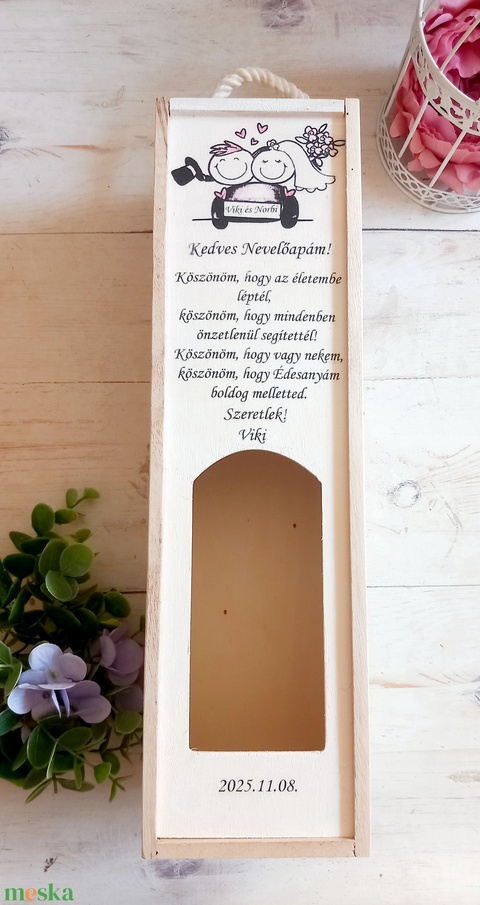 Viki és Norbi
Kedves Nevelőapám!
Köszönöm, hogy az életembe
léptél,
köszönöm, hogy mindenben
önzetlenül segítettél!
Köszönöm, hogy vagy nekem,
köszönöm, hogy Édesanyám
boldog melletted.
Szeretlek!
Viki
2025.11.08.
meska